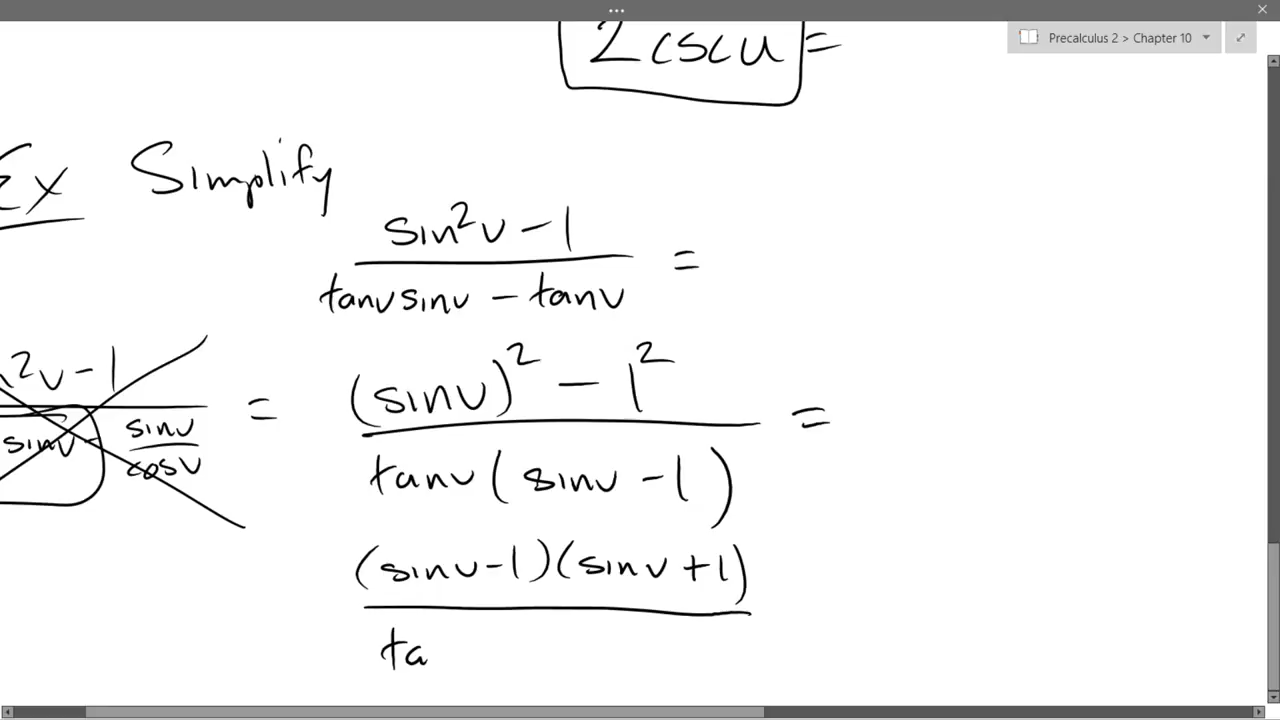 Precalculus 2 > Chapter 10
2cscu =
Ex Simplify
sin²v - 1
tanvsinv - tanv
=
²v - 1
sinv - sinv
cosv
=
(sinv)² - 1²
tanv(sinv - 1)
=
(sinv-1)(sinv+1)
ta